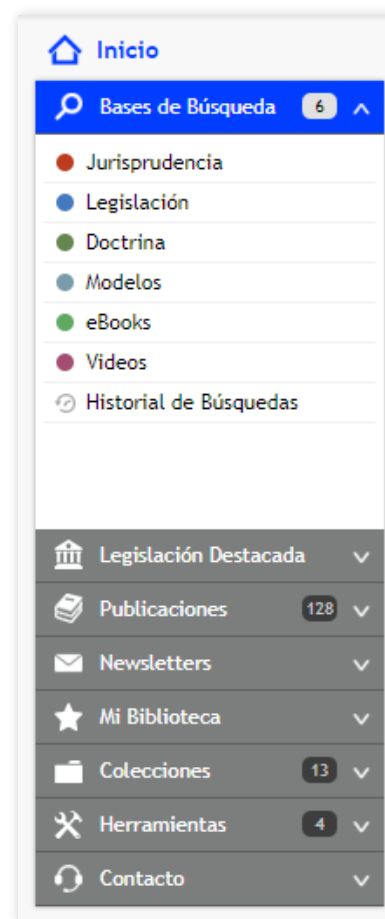 Inicio
Bases de Búsqueda 6
Jurisprudencia
Legislación
Doctrina
Modelos
eBooks
Videos
Historial de Búsquedas
Legislación Destacada
Publicaciones 128
Newsletters
Mi Biblioteca
Colecciones 13
Herramientas 4
Contacto